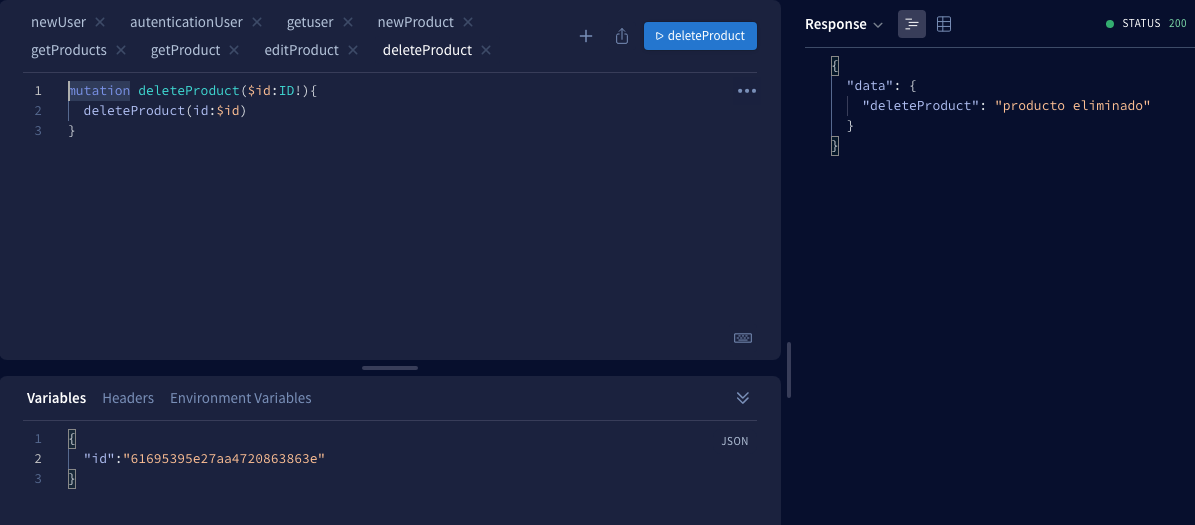 newUser autenticationUser getuser newProduct
getProducts getProduct editProduct deleteProduct
deleteProduct
1 mutation deleteProduct($id:ID!){
2 deleteProduct(id:$id)
3 }
Variables Headers Environment Variables
JSON
1 {
2 "id":"61695395e27aa4720863863e"
3 }
Response STATUS 200
{
"data": {
"deleteProduct": "producto eliminado"
}
}